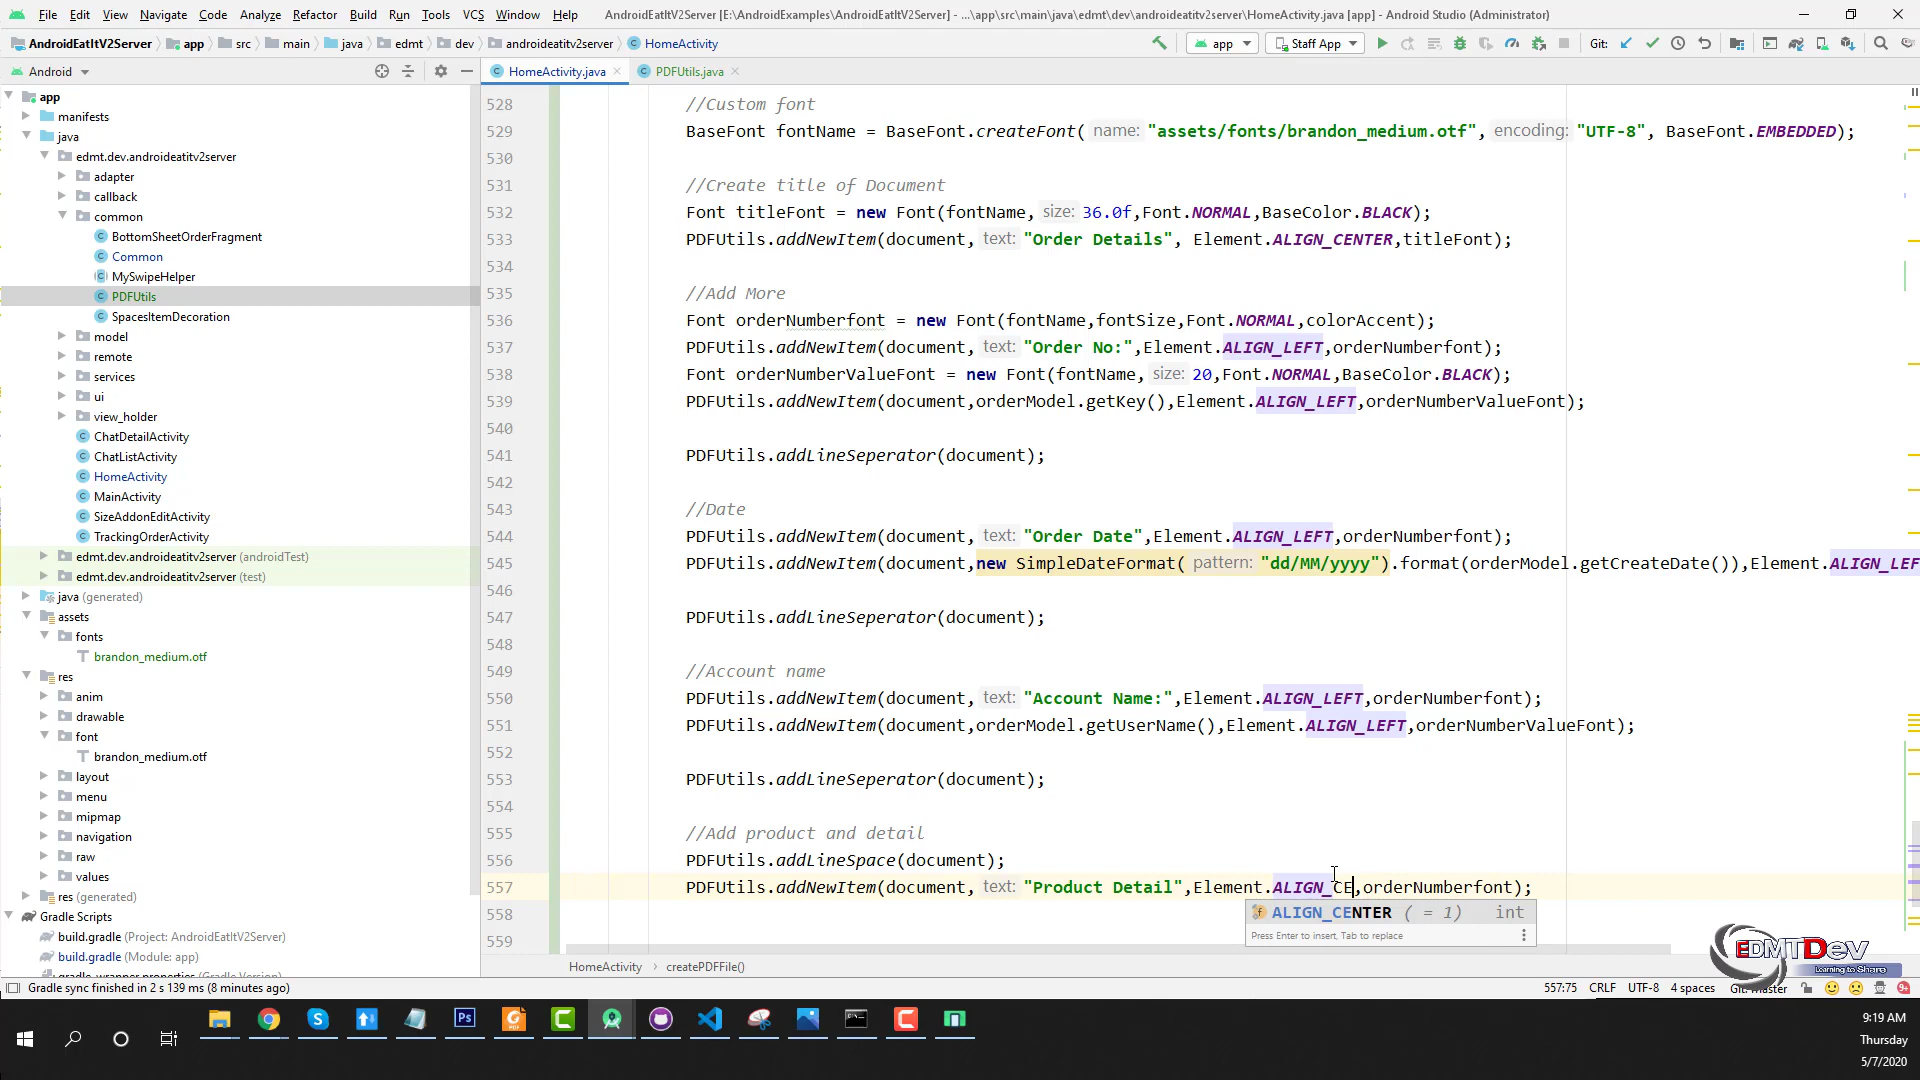 File Edit View Navigate Code Analyze Refactor Build Run Tools VCS Window Help AndroidEatItV2Server [E:\AndroidExamples\AndroidEatItV2Server] - ...\app\src\main\java\edmt\dev\androideatitv2server\HomeActivity.java [app] - Android Studio (Administrator)
AndroidEatItV2Server app src main java edmt dev androideatitv2server HomeActivity app Staff App Git:
Android HomeActivity.java PDFUtils.java
app
manifests
java
edmt.dev.androideatitv2server
adapter
callback
common
BottomSheetOrderFragment
Common
MySwipeHelper
PDFUtils
SpacesItemDecoration
model
remote
services
ui
view_holder
ChatDetailActivity
ChatListActivity
HomeActivity
MainActivity
SizeAddonEditActivity
TrackingOrderActivity
edmt.dev.androideatitv2server (androidTest)
edmt.dev.androideatitv2server (test)
java (generated)
assets
fonts
brandon_medium.otf
res
anim
drawable
font
brandon_medium.otf
layout
menu
mipmap
navigation
raw
values
res (generated)
Gradle Scripts
build.gradle (Project: AndroidEatItV2Server)
build.gradle (Module: app)
gradle-wrapper.properties (Gradle Version)
528 //Custom font
529 BaseFont fontName = BaseFont.createFont( name: "assets/fonts/brandon_medium.otf", encoding: "UTF-8", BaseFont.EMBEDDED);
530
531 //Create title of Document
532 Font titleFont = new Font(fontName, size: 36.0f,Font.NORMAL,BaseColor.BLACK);
533 PDFUtils.addNewItem(document, text: "Order Details", Element.ALIGN_CENTER,titleFont);
534
535 //Add More
536 Font orderNumberfont = new Font(fontName,fontSize,Font.NORMAL,colorAccent);
537 PDFUtils.addNewItem(document, text: "Order No:",Element.ALIGN_LEFT,orderNumberfont);
538 Font orderNumberValueFont = new Font(fontName, size: 20,Font.NORMAL,BaseColor.BLACK);
539 PDFUtils.addNewItem(document,orderModel.getKey(),Element.ALIGN_LEFT,orderNumberValueFont);
540
541 PDFUtils.addLineSeperator(document);
542
543 //Date
544 PDFUtils.addNewItem(document, text: "Order Date",Element.ALIGN_LEFT,orderNumberfont);
545 PDFUtils.addNewItem(document,new SimpleDateFormat( pattern: "dd/MM/yyyy").format(orderModel.getCreateDate()),Element.ALIGN_LEF
546
547 PDFUtils.addLineSeperator(document);
548
549 //Account name
550 PDFUtils.addNewItem(document, text: "Account Name:",Element.ALIGN_LEFT,orderNumberfont);
551 PDFUtils.addNewItem(document,orderModel.getUserName(),Element.ALIGN_LEFT,orderNumberValueFont);
552
553 PDFUtils.addLineSeperator(document);
554
555 //Add product and detail
556 PDFUtils.addLineSpace(document);
557 PDFUtils.addNewItem(document, text: "Product Detail",Element.ALIGN_CE,orderNumberfont);
558 ALIGN_CENTER ( = 1) int
Press Enter to insert, Tab to replace
559
HomeActivity createPDFFile()
EDMTDev
Learning to Share
Gradle sync finished in 2 s 139 ms (8 minutes ago) 557:75 CRLF UTF-8 4 spaces Git: master
9:19 AM
Thursday
5/7/2020